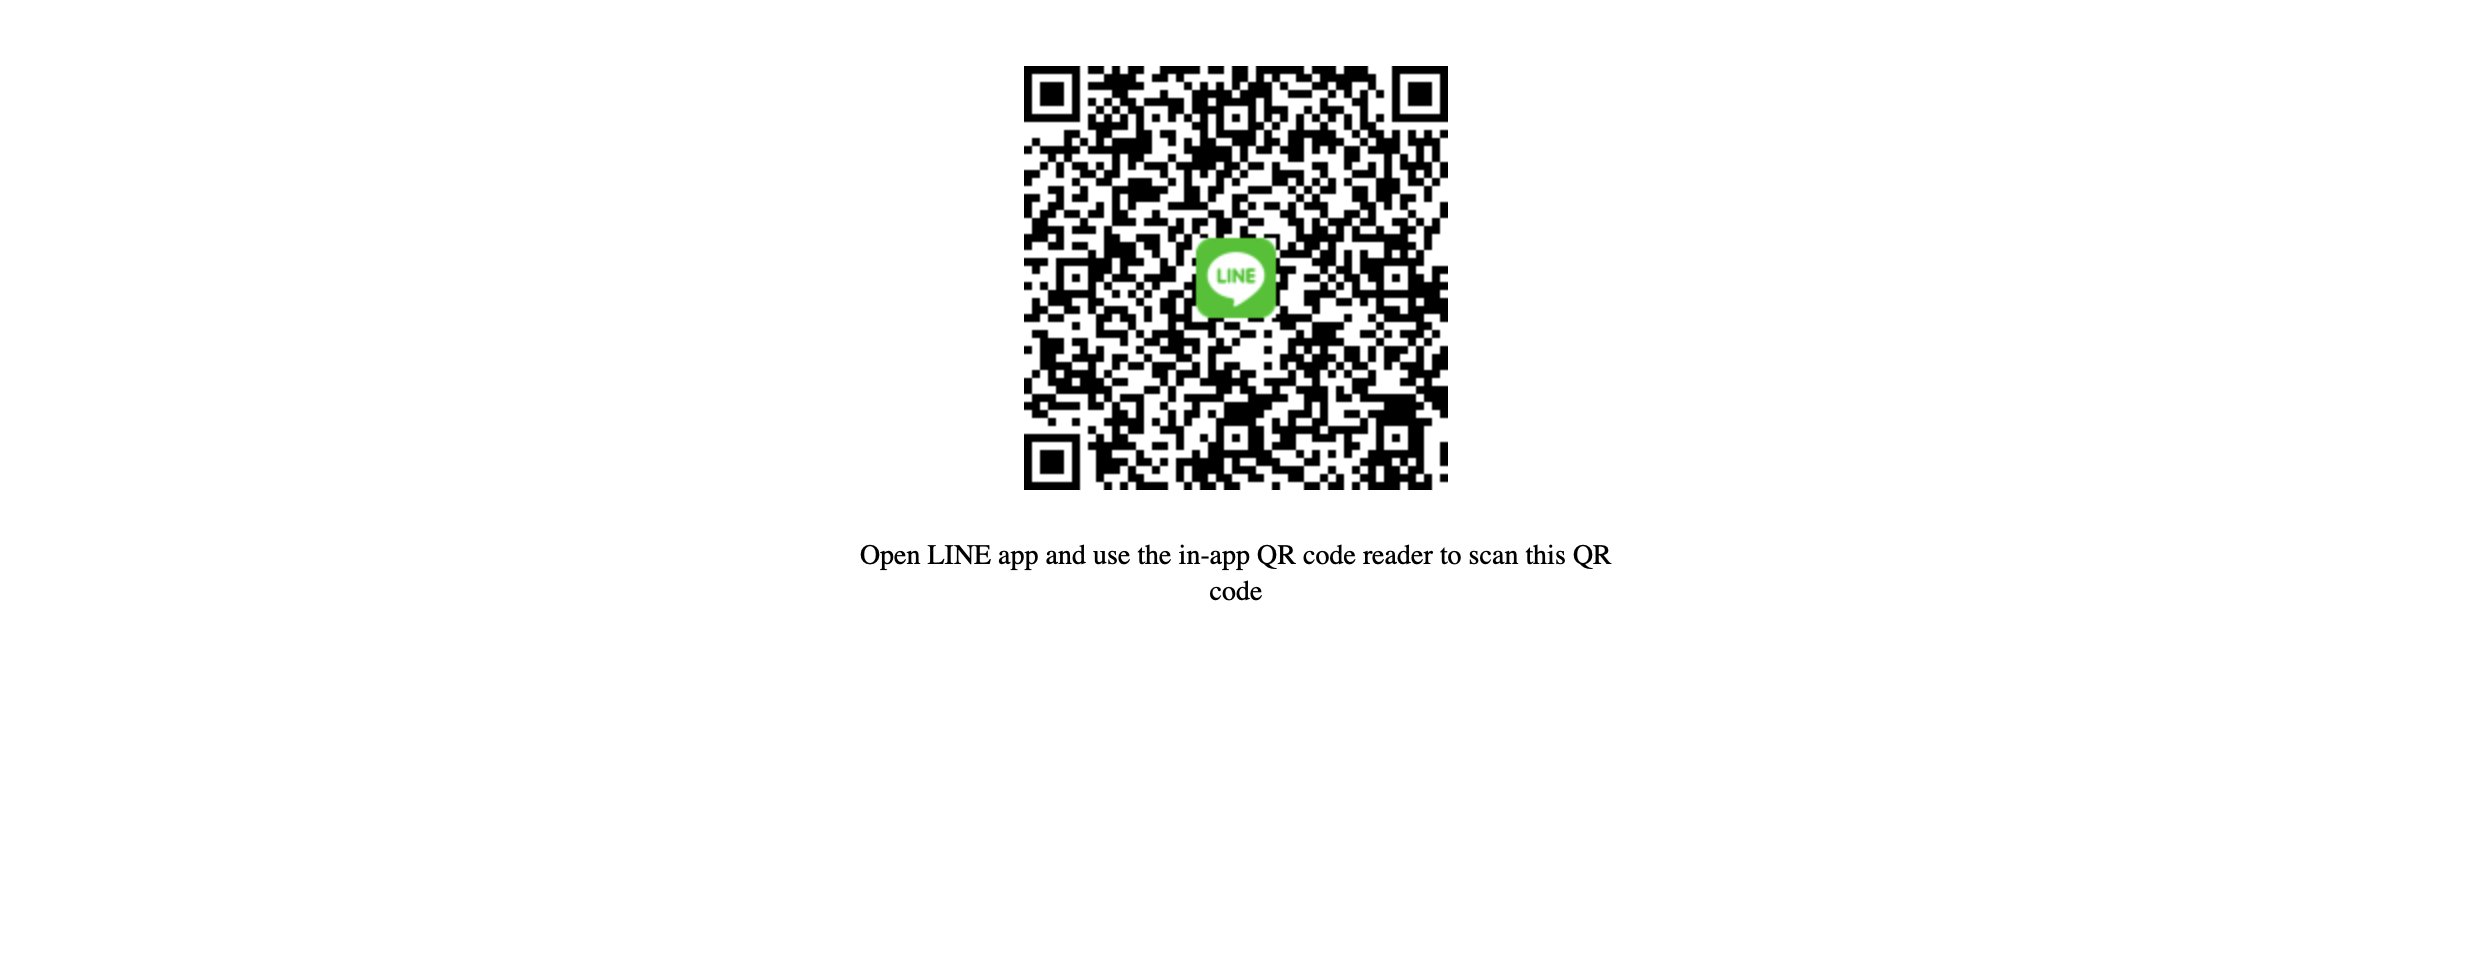 LINE
Open LINE app and use the in-app QR code reader to scan this QR
code